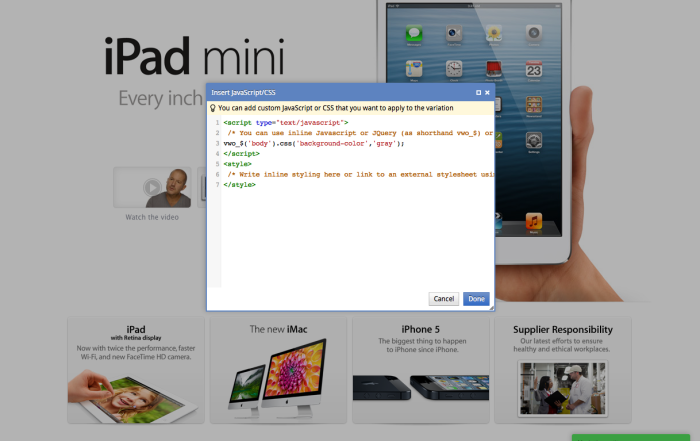 iPad mini
Every inch
Insert JavaScript/CSS
You can add custom JavaScript or CSS that you want to apply to the variation
1 <script type="text/javascript">
2 /* You can use inline Javascript or JQuery (as shorthand vwo_$) or
3 vwo_$('body').css('background-color','gray');
4 </script>
5 <style>
6 /* Write inline styling here or link to an external stylesheet usin
7 </style>
Watch the video
23
Cancel
Done
iPad
with Retina display
Now with twice the performance, faster
Wi-Fi, and new FaceTime HD camera.
The new iMac
iPhone 5
The biggest thing to happen
to iPhone since iPhone.
Supplier Responsibility
Our latest efforts to ensure
healthy and ethical workplaces.